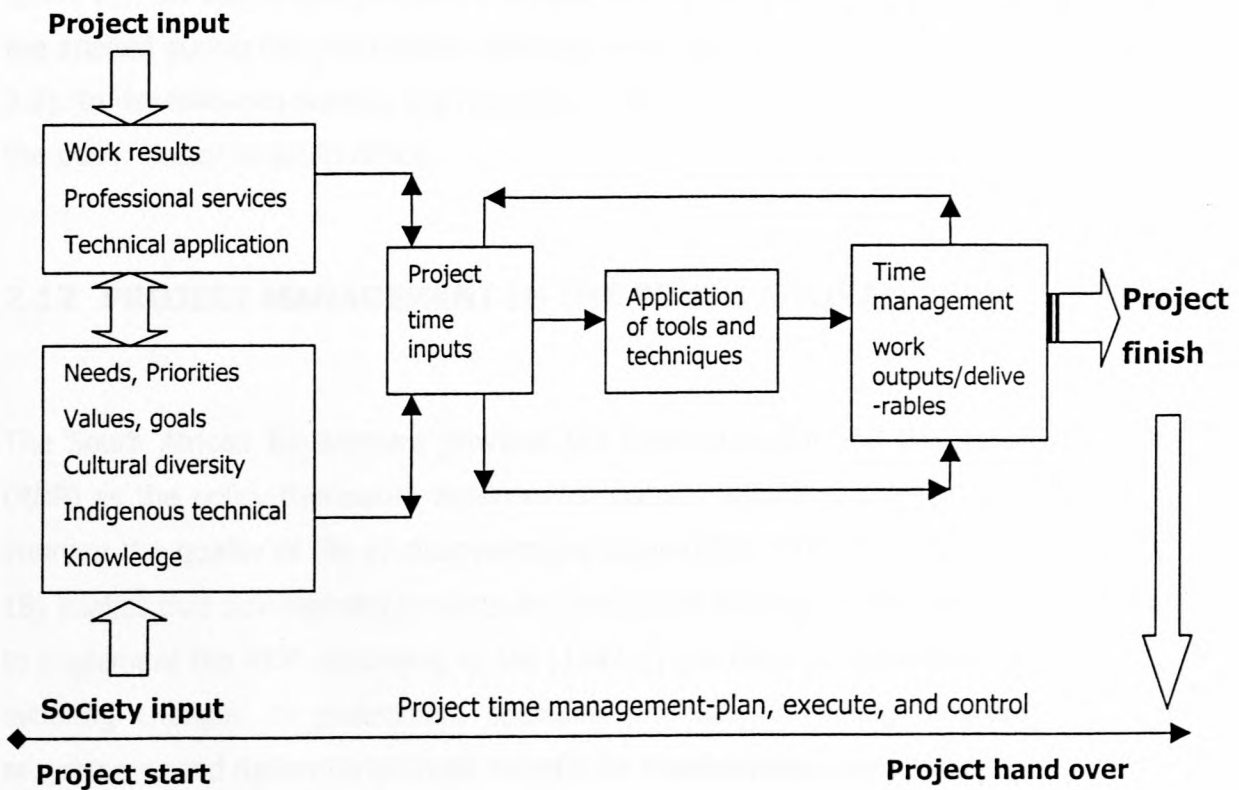 Project input
Work results
Professional services
Technical application
Needs, Priorities
Values, goals
Cultural diversity
Indigenous technical
Knowledge
Society input
Project
time
inputs
Application
of tools and
techniques
Time
management
work
outputs/delive
-rables
Project
finish
Project time management-plan, execute, and control
Project start
Project hand over